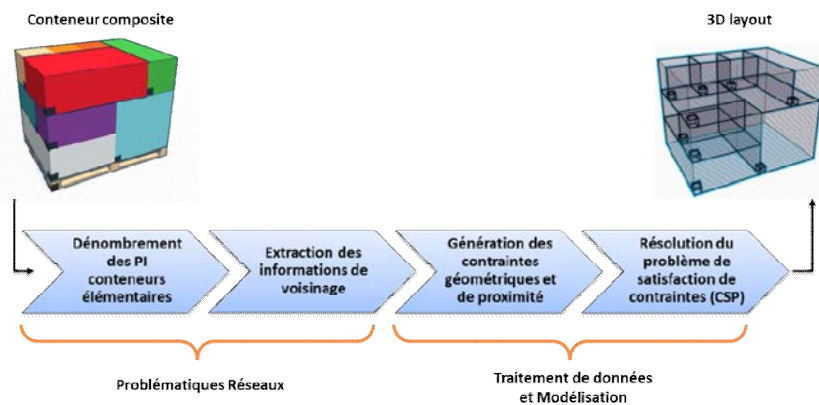 Conteneur composite
3D layout
Dénombrement
des PI
conteneurs
élémentaires
Extraction des
informations de
voisinage
Génération des
contraintes
géométriques et
de proximité
Résolution du
problème de
satisfaction de
contraintes (CSP)
Problématiques Réseaux
Traitement de données
et Modélisation